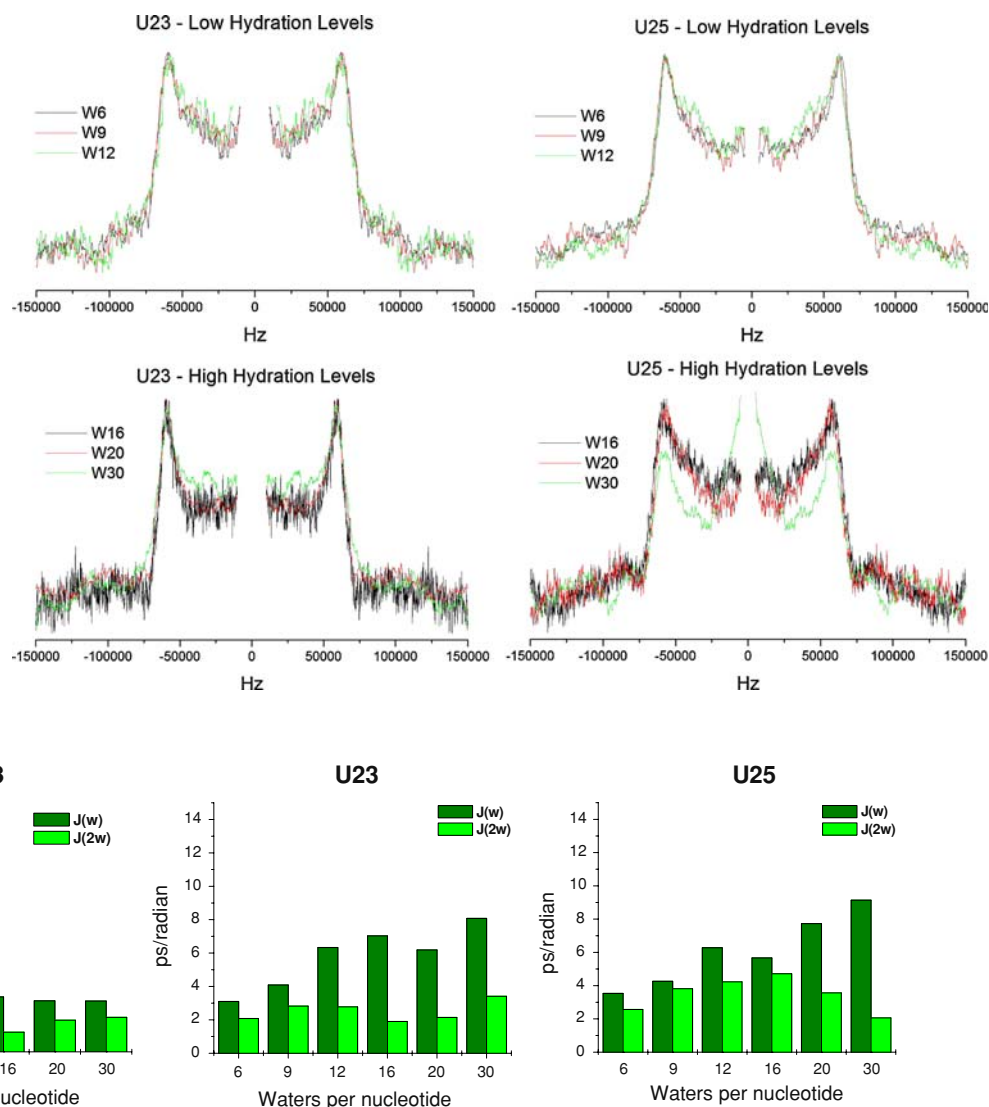 U23 - Low Hydration Levels
W6
W9
W12
-150000 -100000 -50000 0 50000 100000 150000
Hz
U25 - Low Hydration Levels
W6
W9
W12
-150000 -100000 -50000 0 50000 100000 150000
Hz
U23 - High Hydration Levels
W16
W20
W30
-150000 -100000 -50000 0 50000 100000 150000
Hz
U25 - High Hydration Levels
W16
W20
W30
-150000 -100000 -50000 0 50000 100000 150000
Hz
J(w)
J(2w)
16 20 30
nucleotide
U23
J(w)
J(2w)
14
12
10
8
6
4
2
0
ps/radian
6 9 12 16 20 30
Waters per nucleotide
U25
J(w)
J(2w)
14
12
10
8
6
4
2
0
ps/radian
6 9 12 16 20 30
Waters per nucleotide